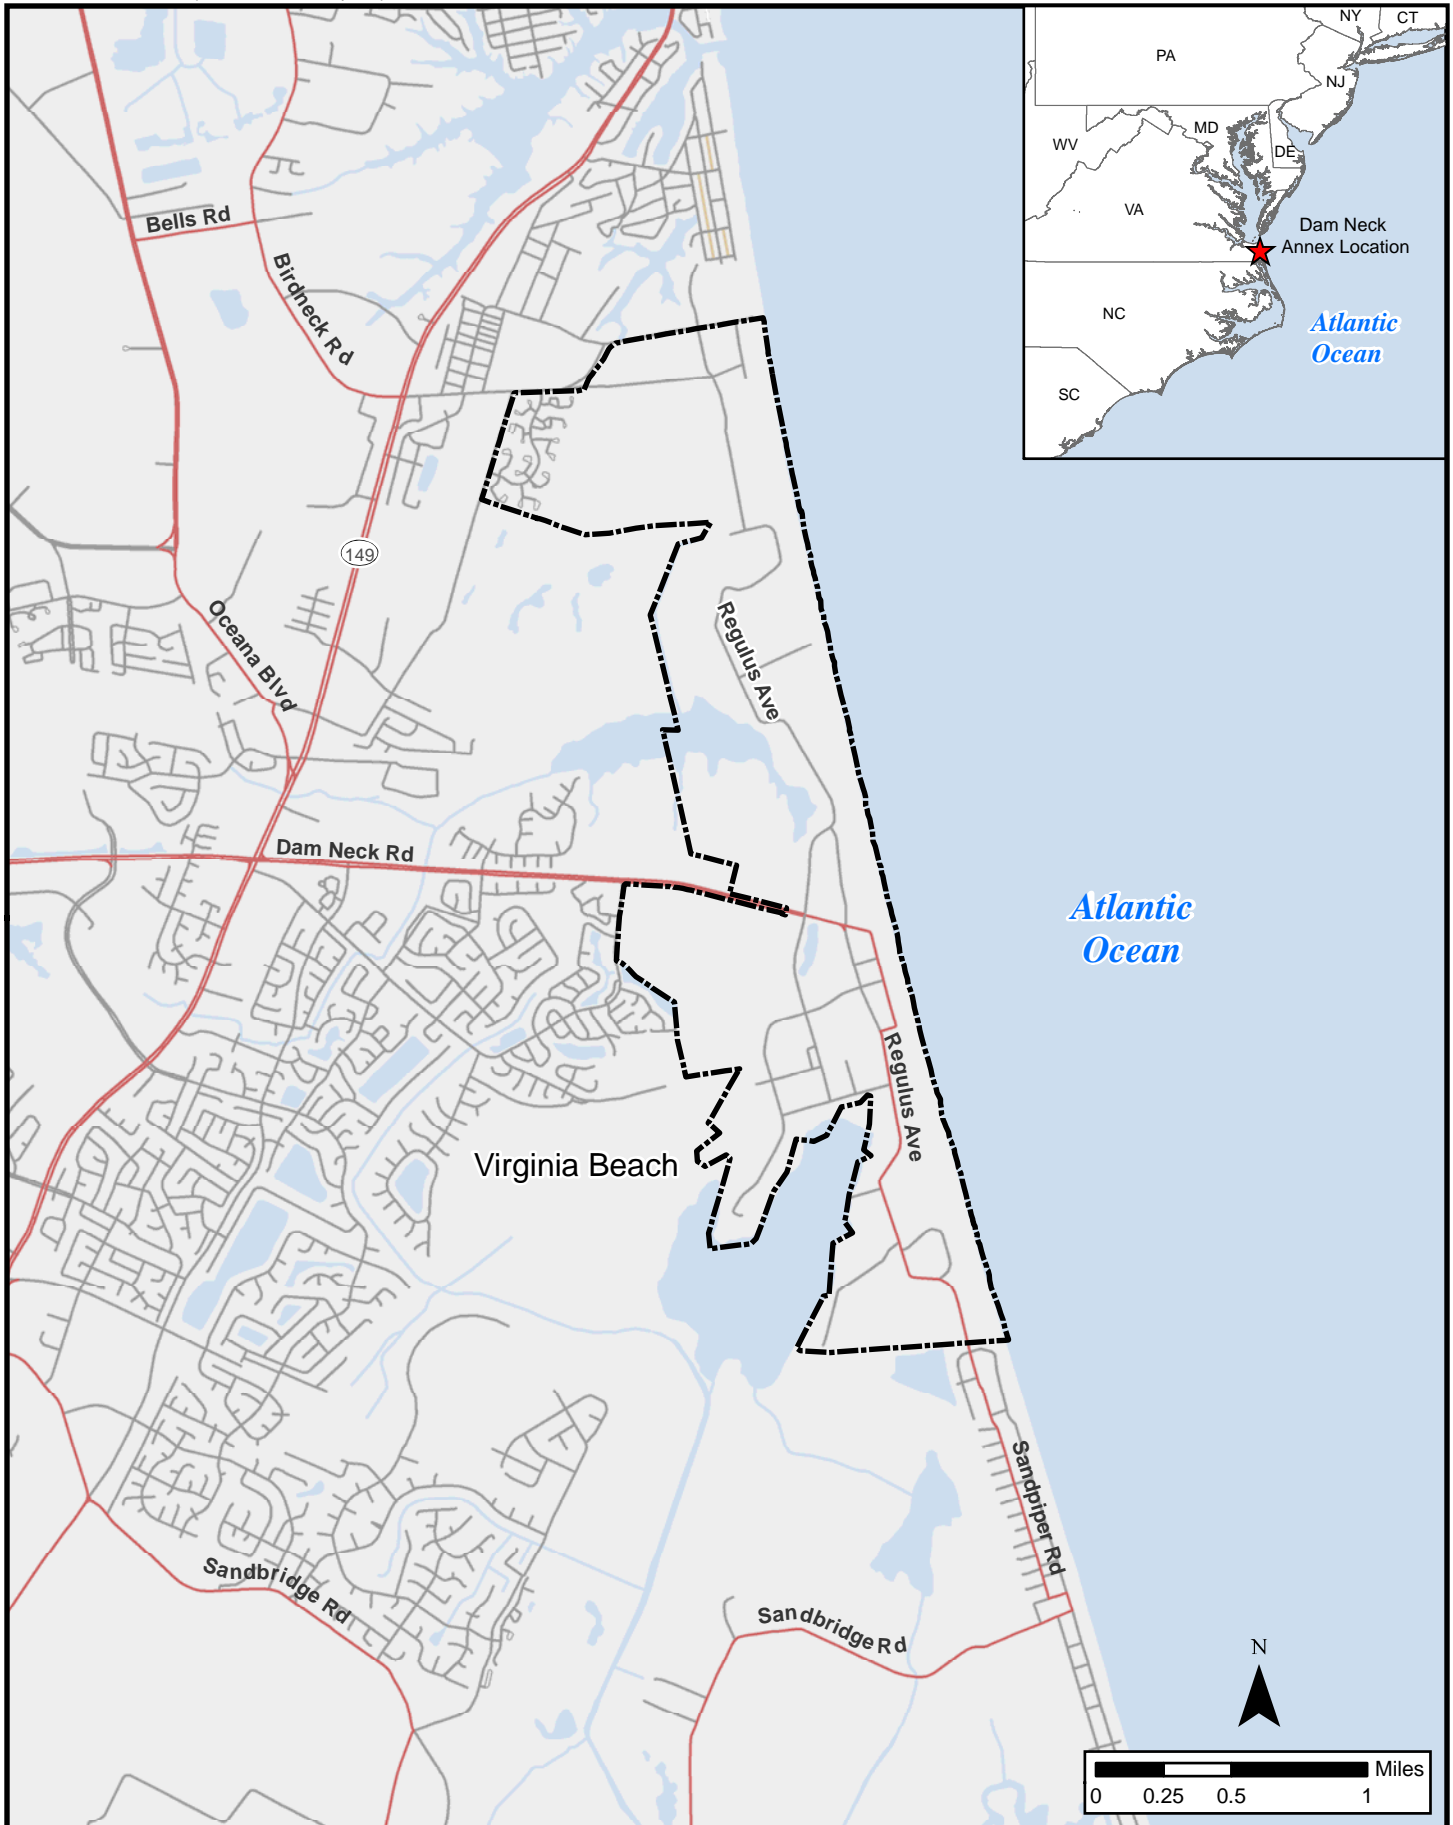 NY
CT
PA
NJ
MD
WV
DE
VA
Dam Neck
Annex Location
NC
Atlantic
Ocean
SC
Bells Rd
Birdneck Rd
149
Oceana Blvd
Regulus Ave
Dam Neck Rd
Atlantic
Ocean
Regulus Ave
Virginia Beach
Sandpiper Rd
Sandbridge Rd
Sandbridge Rd
N
Miles
0 0.25 0.5 1